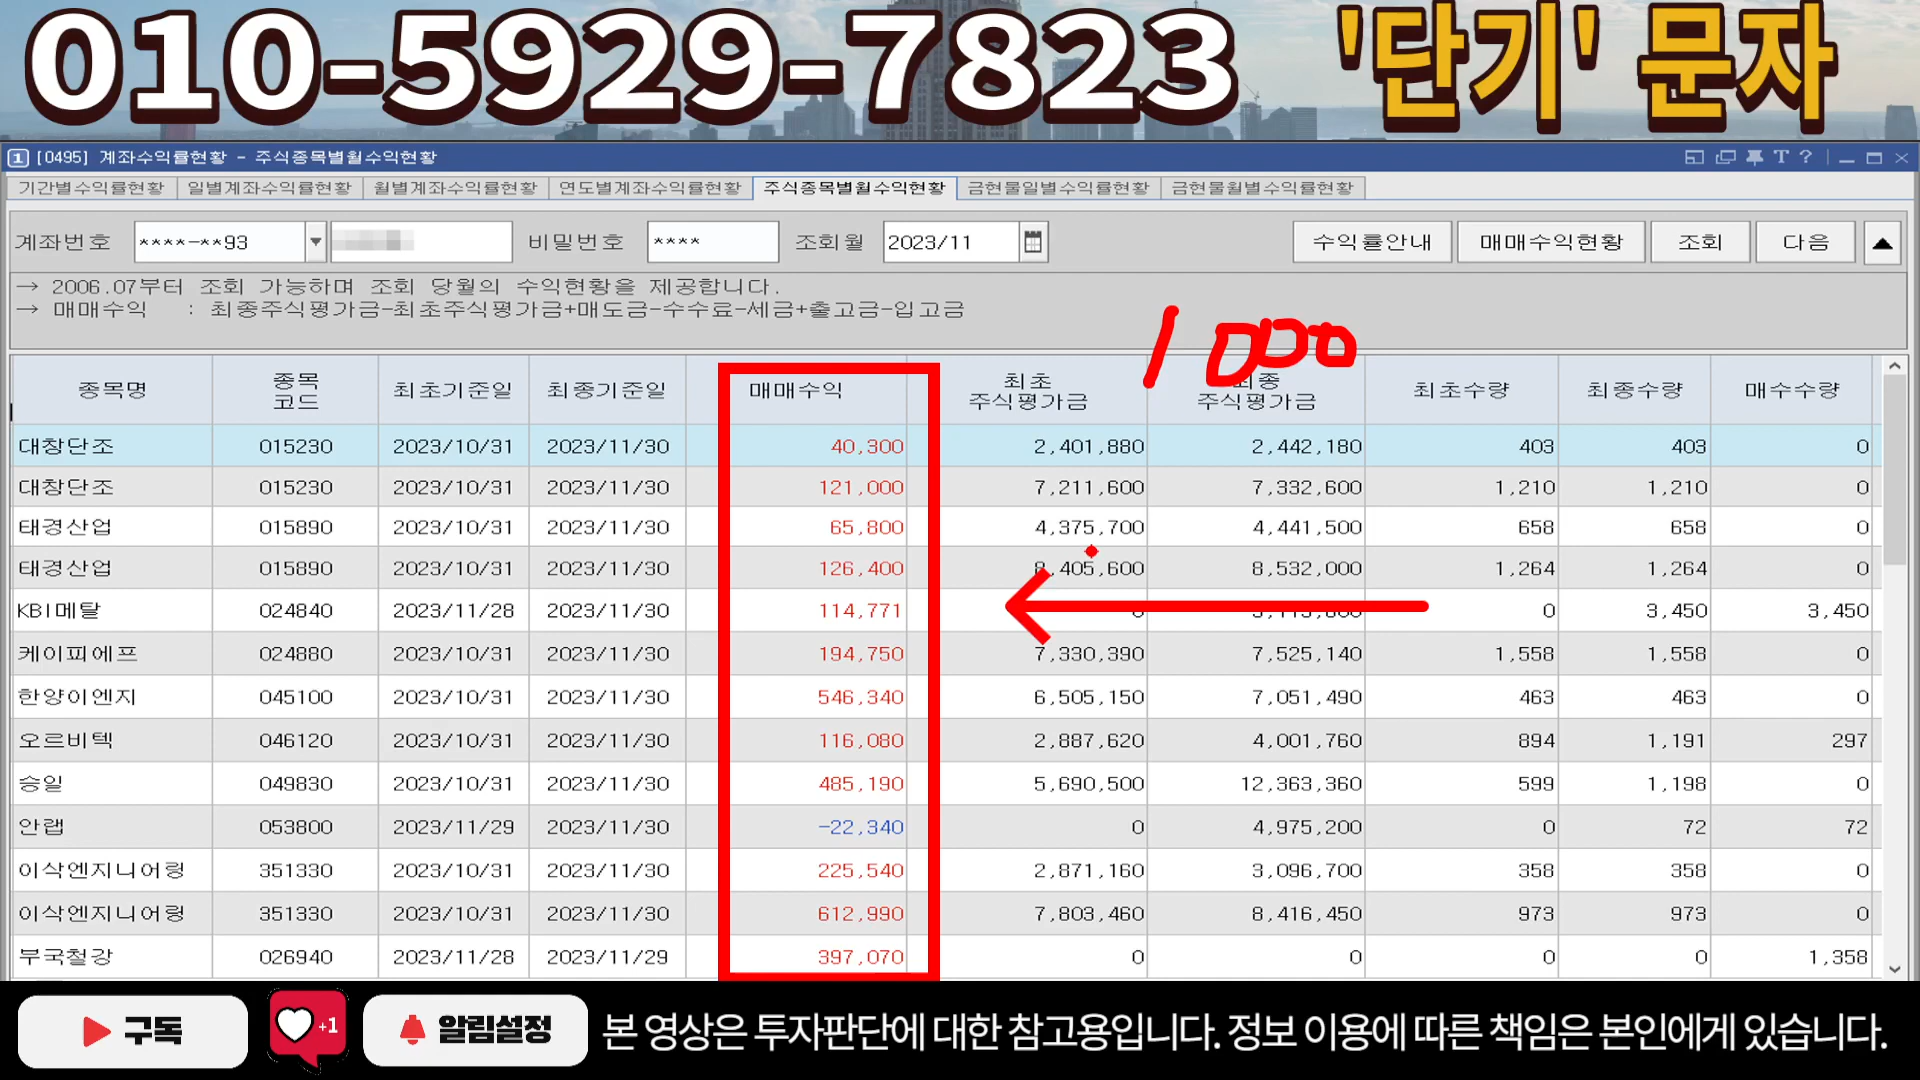 010-5929-7823 '단기' 문자
1 [0495] 계좌수익률현황 - 주식종목별월수익현황
기간별수익률현황 일별계좌수익률현황 월별계좌수익률현황 연도별계좌수익률현황 주식종목별월수익현황 금현물일별수익률현황 금현물월별수익률현황
계좌번호 ****-**93 비밀번호 **** 조회월 2023/11 수익률안내 매매수익현황 조회 다음
→ 2006.07부터 조회 가능하며 조회 당월의 수익현황을 제공합니다.
→ 매매수익 : 최종주식평가금-최초주식평가금+매도금-수수료-세금+출고금-입고금
1000
종목명 종목코드 최초기준일 최종기준일 매매수익 최초주식평가금 최종주식평가금 최초수량 최종수량 매수수량
대창단조 015230 2023/10/31 2023/11/30 40,300 2,401,880 2,442,180 403 403 0
대창단조 015230 2023/10/31 2023/11/30 121,000 7,211,600 7,332,600 1,210 1,210 0
태경산업 015890 2023/10/31 2023/11/30 65,800 4,375,700 4,441,500 658 658 0
태경산업 015890 2023/10/31 2023/11/30 126,400 8,405,600 8,532,000 1,264 1,264 0
KBI메탈 024840 2023/11/28 2023/11/30 114,771 0 0 3,450 3,450
케이피에프 024880 2023/10/31 2023/11/30 194,750 7,330,390 7,525,140 1,558 1,558 0
한양이엔지 045100 2023/10/31 2023/11/30 546,340 6,505,150 7,051,490 463 463 0
오르비텍 046120 2023/10/31 2023/11/30 116,080 2,887,620 4,001,760 894 1,191 297
승일 049830 2023/10/31 2023/11/30 485,190 5,690,500 12,363,360 599 1,198 0
안랩 053800 2023/11/29 2023/11/30 -22,340 0 4,975,200 0 72 72
이삭엔지니어링 351330 2023/10/31 2023/11/30 225,540 2,871,160 3,096,700 358 358 0
이삭엔지니어링 351330 2023/10/31 2023/11/30 612,990 7,803,460 8,416,450 973 973 0
부국철강 026940 2023/11/28 2023/11/29 397,070 0 0 0 0 1,358
구독 +1 알림설정 본 영상은 투자판단에 대한 참고용입니다. 정보 이용에 따른 책임은 본인에게 있습니다.